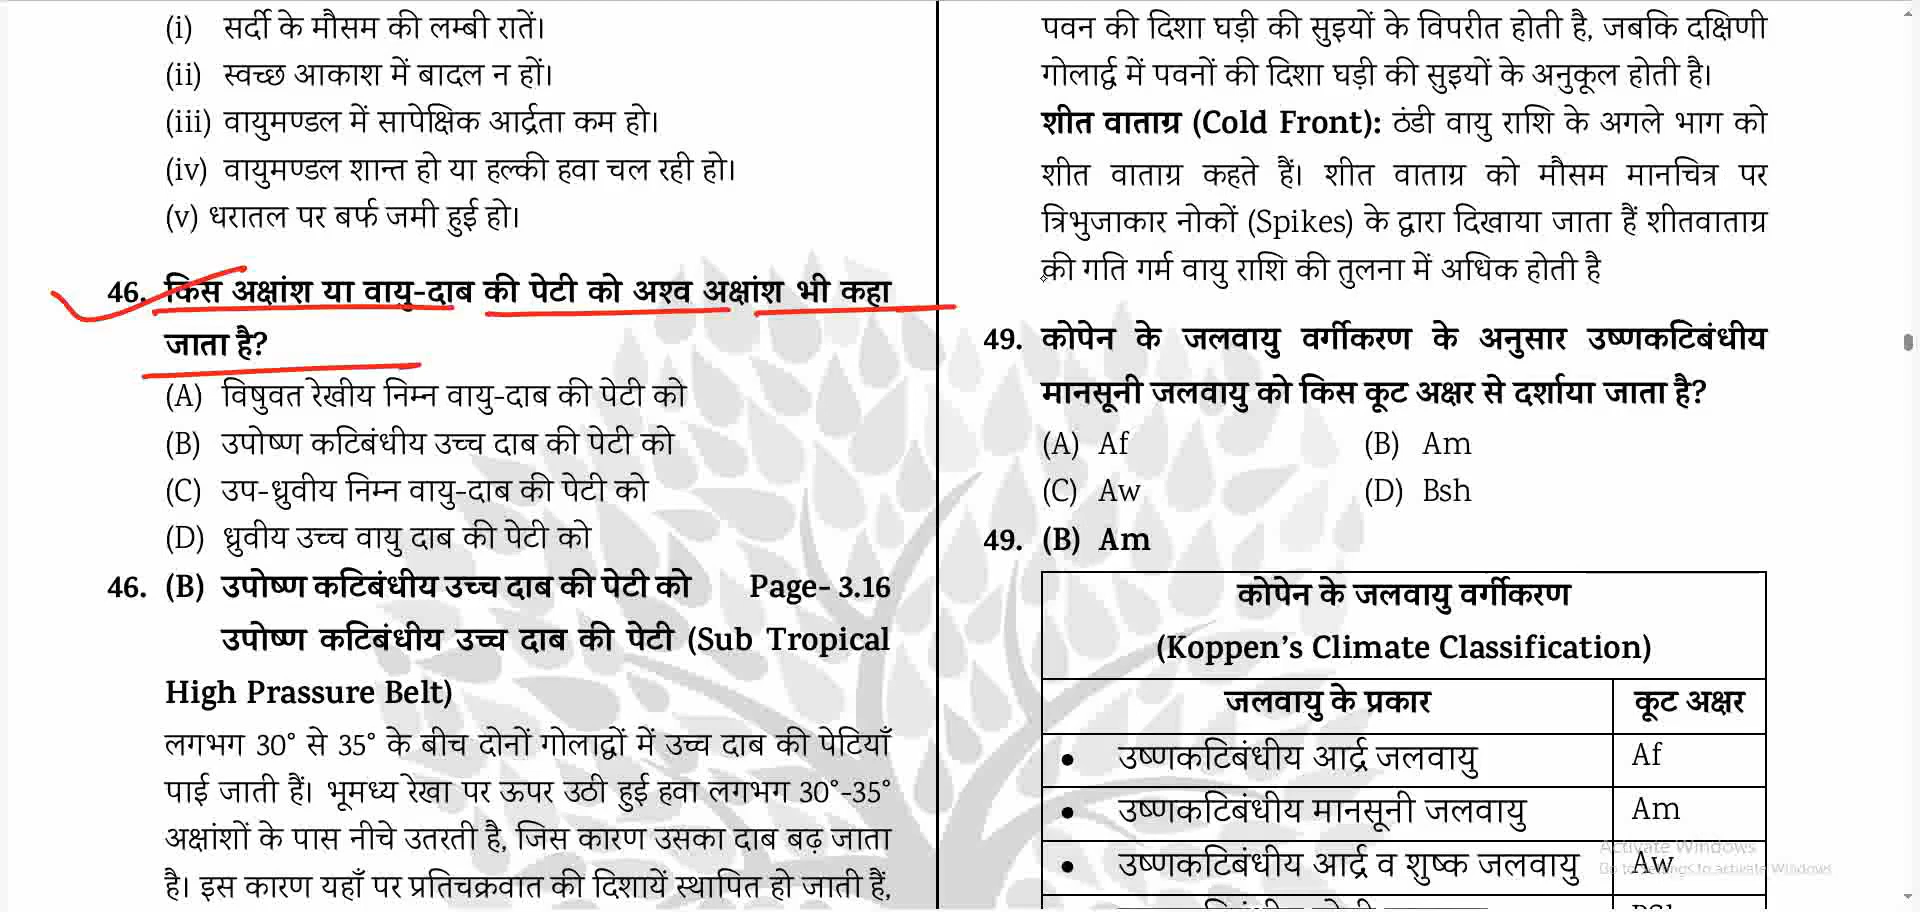 (i) सर्दी के मौसम की लम्बी रातें।
(ii) स्वच्छ आकाश में बादल न हों।
(iii) वायुमण्डल में सापेक्षिक आर्द्रता कम हो।
(iv) वायुमण्डल शान्त हो या हल्की हवा चल रही हो।
(v) धरातल पर बर्फ जमी हुई हो।
46. किस अक्षांश या वायु-दाब की पेटी को अश्व अक्षांश भी कहा
जाता है?
(A) विषुवत रेखीय निम्न वायु-दाब की पेटी को
(B) उपोष्ण कटिबंधीय उच्च दाब की पेटी को
(C) उप-ध्रुवीय निम्न वायु-दाब की पेटी को
(D) ध्रुवीय उच्च वायु दाब की पेटी को
46. (B) उपोष्ण कटिबंधीय उच्च दाब की पेटी को Page- 3.16
उपोष्ण कटिबंधीय उच्च दाब की पेटी (Sub Tropical
High Prassure Belt)
लगभग 30° से 35° के बीच दोनों गोलार्द्धों में उच्च दाब की पेटियाँ
पाई जाती हैं। भूमध्य रेखा पर ऊपर उठी हुई हवा लगभग 30°-35°
अक्षांशों के पास नीचे उतरती है, जिस कारण उसका दाब बढ़ जाता
है। इस कारण यहाँ पर प्रतिचक्रवात की दिशायें स्थापित हो जाती हैं,
पवन की दिशा घड़ी की सुइयों के विपरीत होती है, जबकि दक्षिणी
गोलार्द्ध में पवनों की दिशा घड़ी की सुइयों के अनुकूल होती है।
शीत वाताग्र (Cold Front): ठंडी वायु राशि के अगले भाग को
शीत वाताग्र कहते हैं। शीत वाताग्र को मौसम मानचित्र पर
त्रिभुजाकार नोकों (Spikes) के द्वारा दिखाया जाता हैं शीतवाताग्र
की गति गर्म वायु राशि की तुलना में अधिक होती है
49. कोपेन के जलवायु वर्गीकरण के अनुसार उष्णकटिबंधीय
मानसूनी जलवायु को किस कूट अक्षर से दर्शाया जाता है?
(A) Af (B) Am
(C) Aw (D) Bsh
49. (B) Am
कोपेन के जलवायु वर्गीकरण
(Koppen's Climate Classification)
जलवायु के प्रकार कूट अक्षर
• उष्णकटिबंधीय आर्द्र जलवायु Af
• उष्णकटिबंधीय मानसूनी जलवायु Am
• उष्णकटिबंधीय आर्द्र व शुष्क जलवायु Aw
Activate Windows
Go to Settings to activate Windows